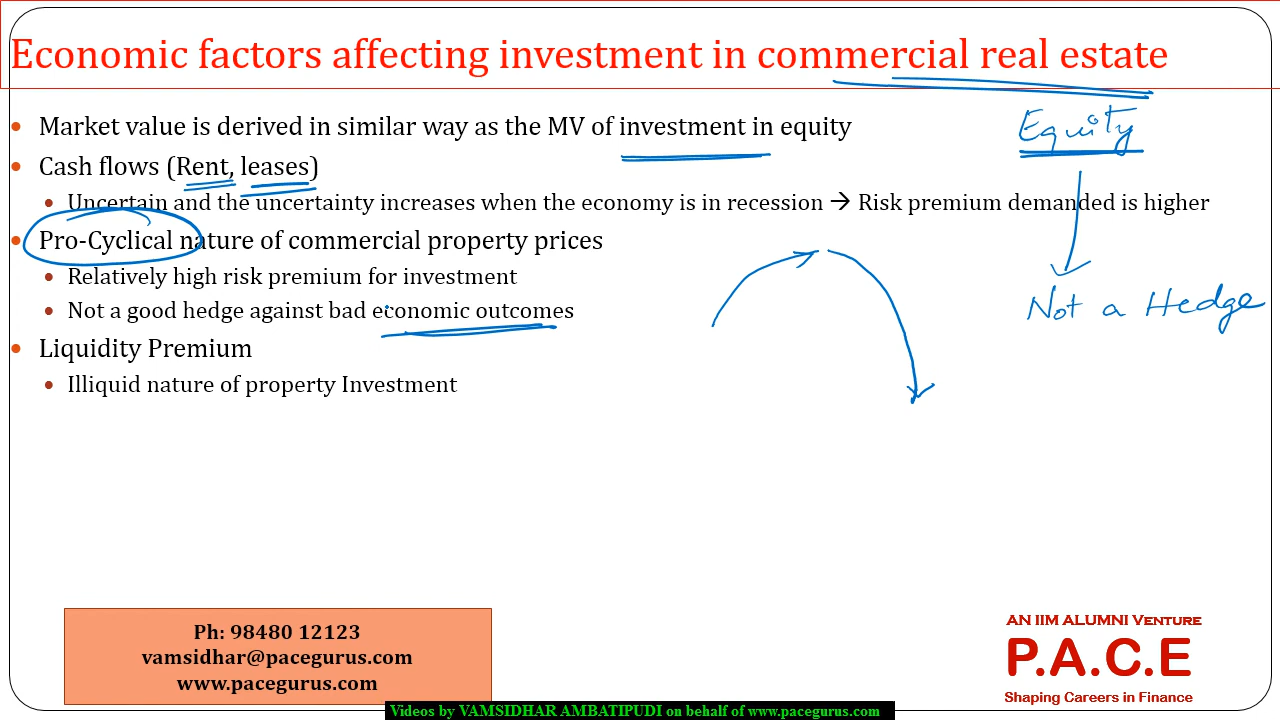 Economic factors affecting investment in commercial real estate
• Market value is derived in similar way as the MV of investment in equity
Equity
• Cash flows (Rent, leases)
• Uncertain and the uncertainty increases when the economy is in recession → Risk premium demanded is higher
• Pro-Cyclical nature of commercial property prices
• Relatively high risk premium for investment
• Not a good hedge against bad economic outcomes
Not a Hedge
• Liquidity Premium
• Illiquid nature of property Investment
Ph: 98480 12123
vamsidhar@pacegurus.com
www.pacegurus.com
AN IIM ALUMNI VENTURE
P.A.C.E
Shaping Careers in Finance
Videos by VAMSIDHAR AMBATIPUDI on behalf of www.pacegurus.com